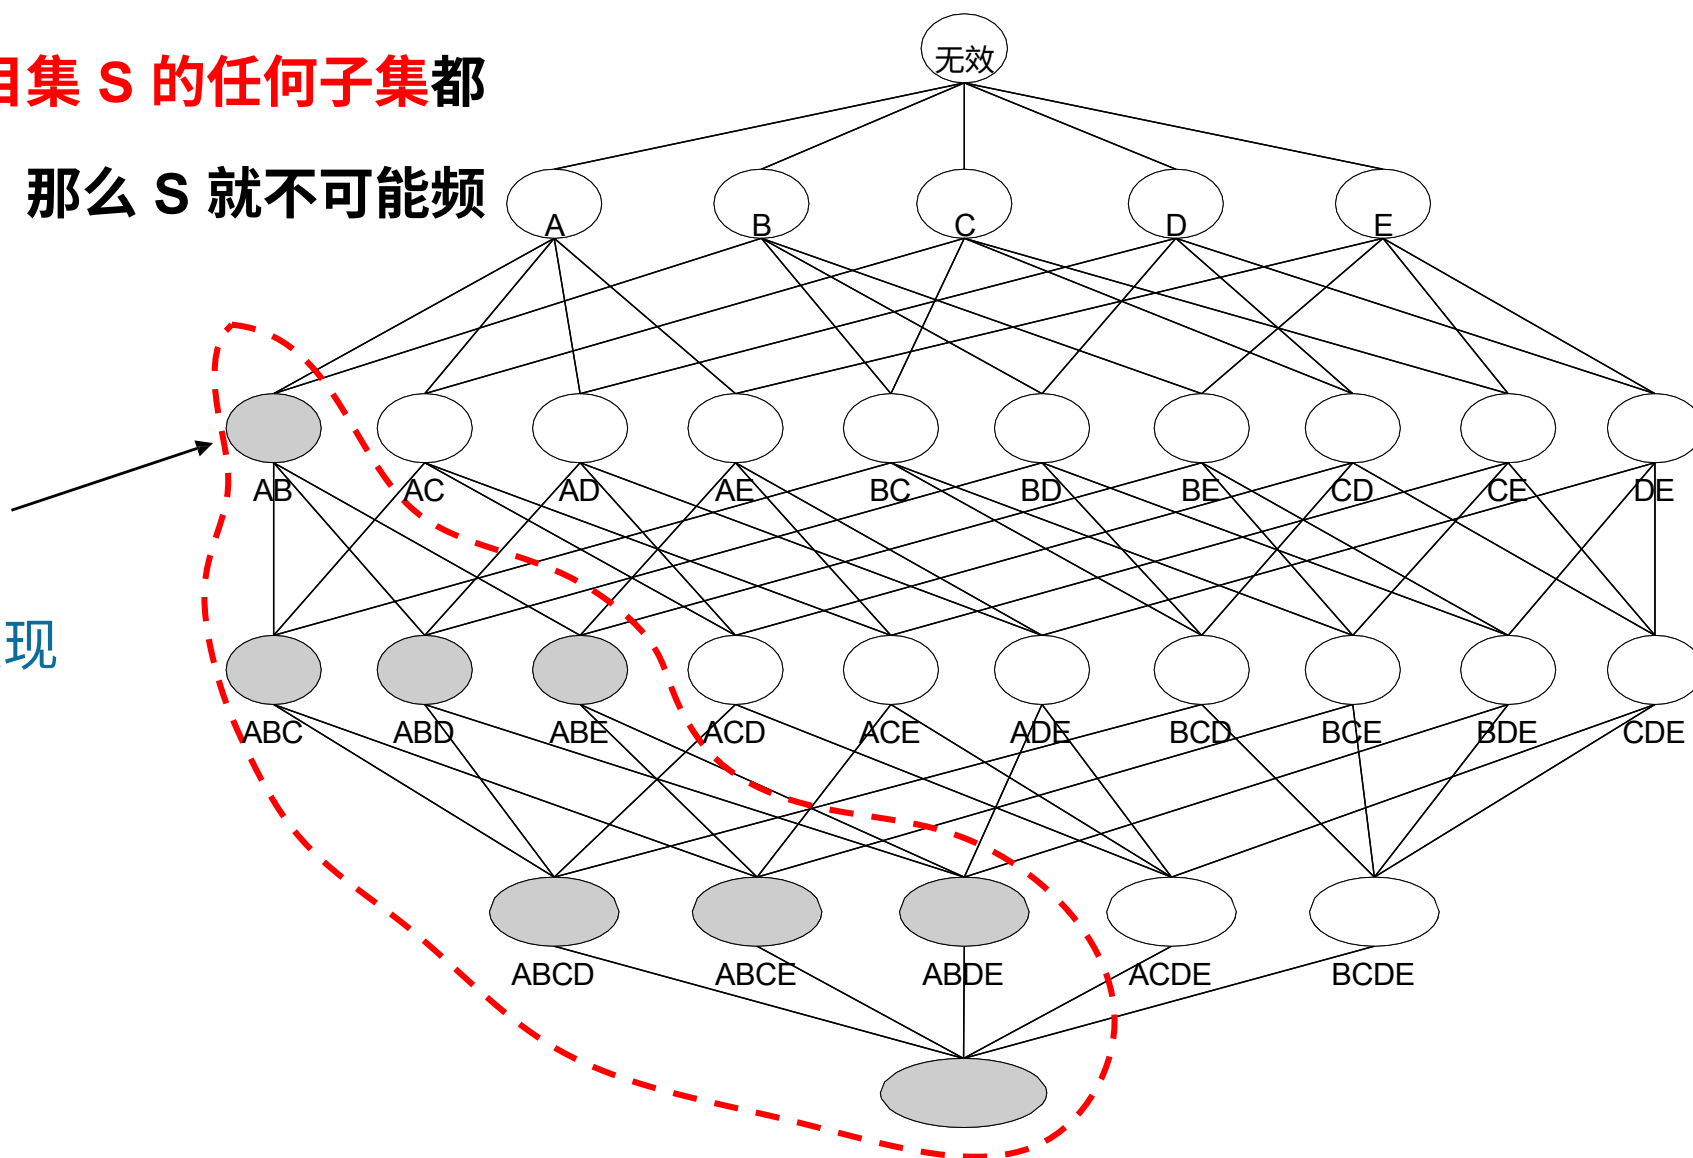 目集 S 的任何子集都
那么 S 就不可能频
无效
A B C D E
AB AC AD AE BC BD BE CD CE DE
现
ABC ABD ABE ACD ACE ADE BCD BCE BDE CDE
ABCD ABCE ABDE ACDE BCDE